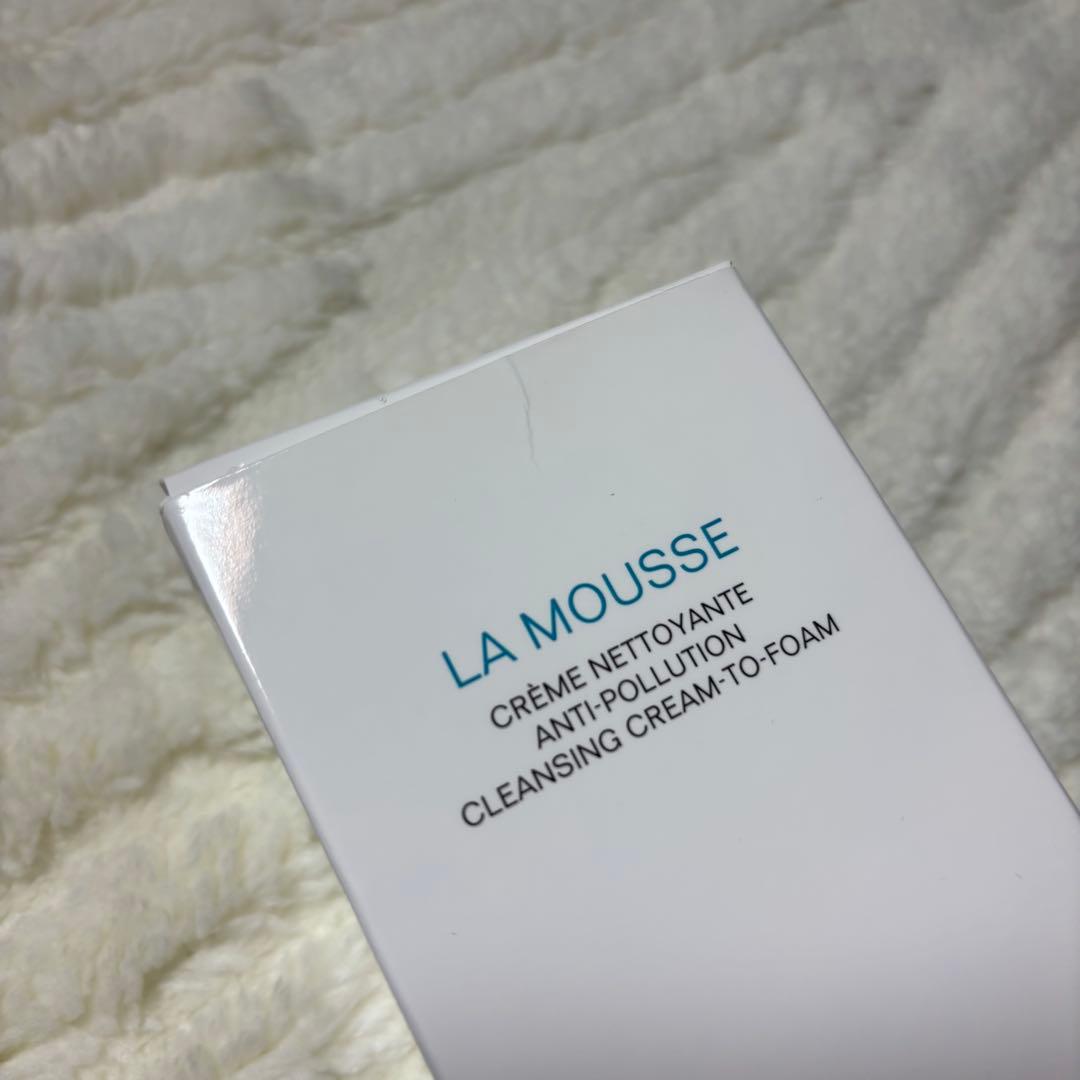 LA MOUSSE
CRÈME NETTOYANTE
ANTI-POLLUTION
CLEANSING CREAM-TO-FOAM